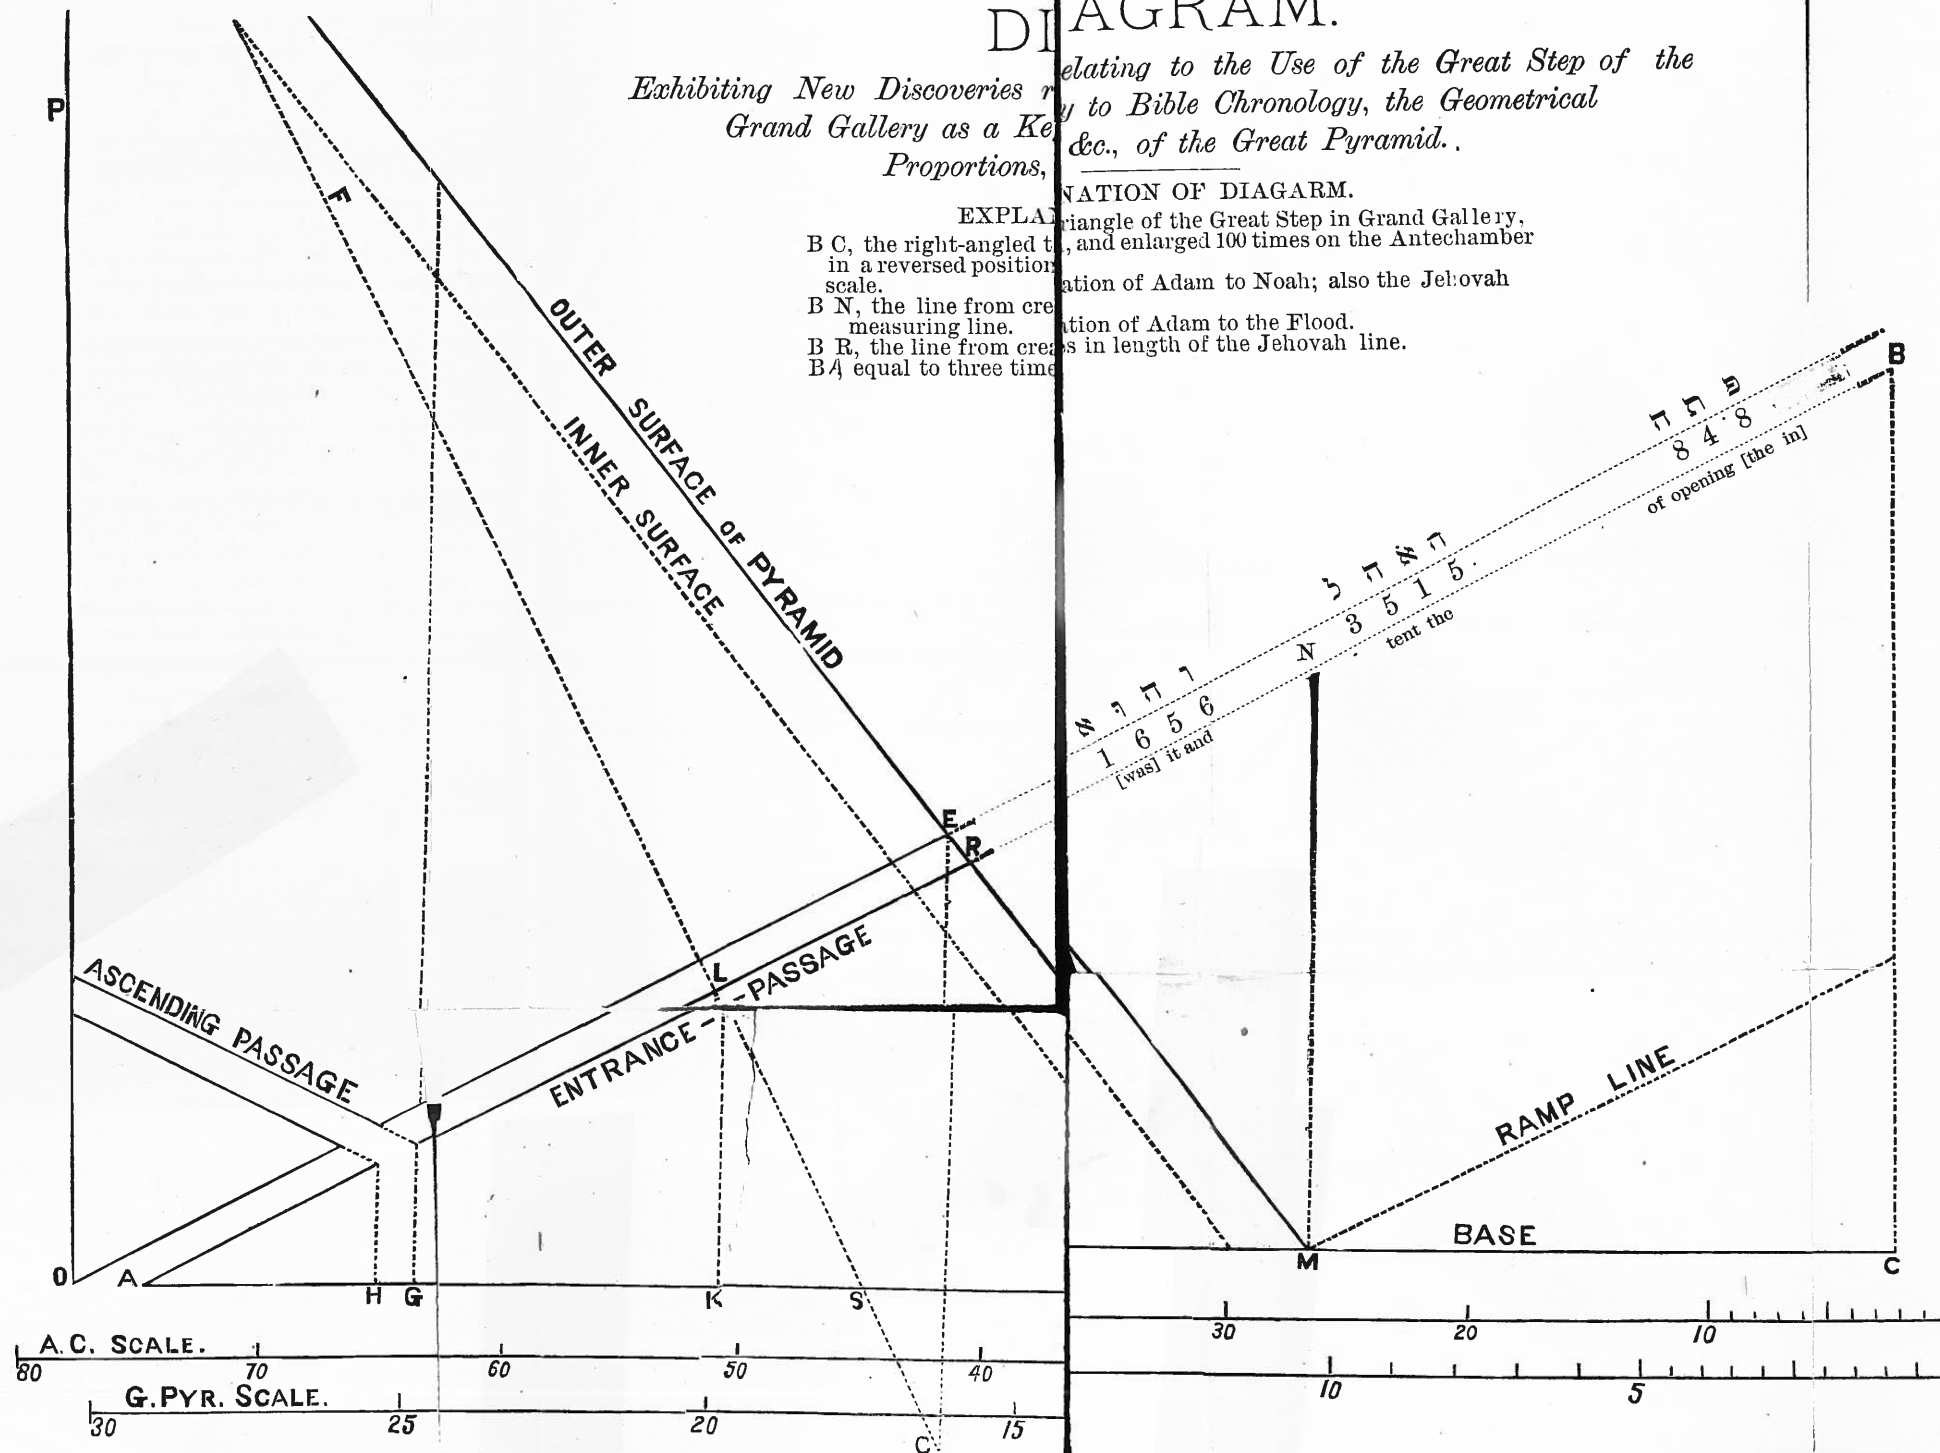 DIAGRAM.
Exhibiting New Discoveries relating to the Use of the Great Step of the
Grand Gallery as a Key to Bible Chronology, the Geometrical
Proportions, &c., of the Great Pyramid.
EXPLANATION OF DIAGARM.
B C, the right-angled triangle of the Great Step in Grand Gallery,
in a reversed position, and enlarged 100 times on the Antechamber
scale.
B N, the line from creation of Adam to Noah; also the Jehovah
measuring line.
B R, the line from creation of Adam to the Flood.
B A equal to three times in length of the Jehovah line.
P
F
OUTER SURFACE OF PYRAMID
INNER SURFACE
B
פ ת ח
8 4 8
of opening [the in]
ה א ה ל
3 5 1 5.
tent the
N
ו ה ו א
1 6 5 6
[was] it and
E
R
L
ENTRANCE - - PASSAGE
ASCENDING PASSAGE
RAMP LINE
BASE
O
A
H
G
K
S
M
C
A.C. SCALE.
80 70 60 50 40 30 20 10
G.PYR. SCALE.
30 25 20 15 10 5
C